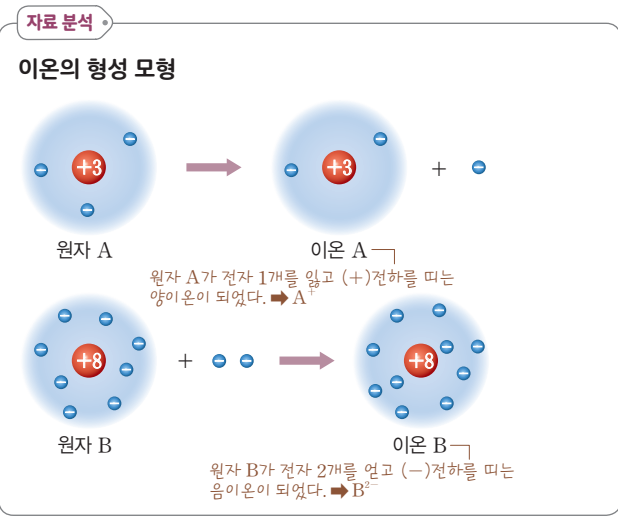 자료 분석
이온의 형성 모형
+3
+3
+
원자 A
이온 A
원자 A가 전자 1개를 잃고 (+)전하를 띠는
양이온이 되었다. ➡ A⁺
+8
+
+8
원자 B
이온 B
원자 B가 전자 2개를 얻고 (−)전하를 띠는
음이온이 되었다. ➡ B²⁻